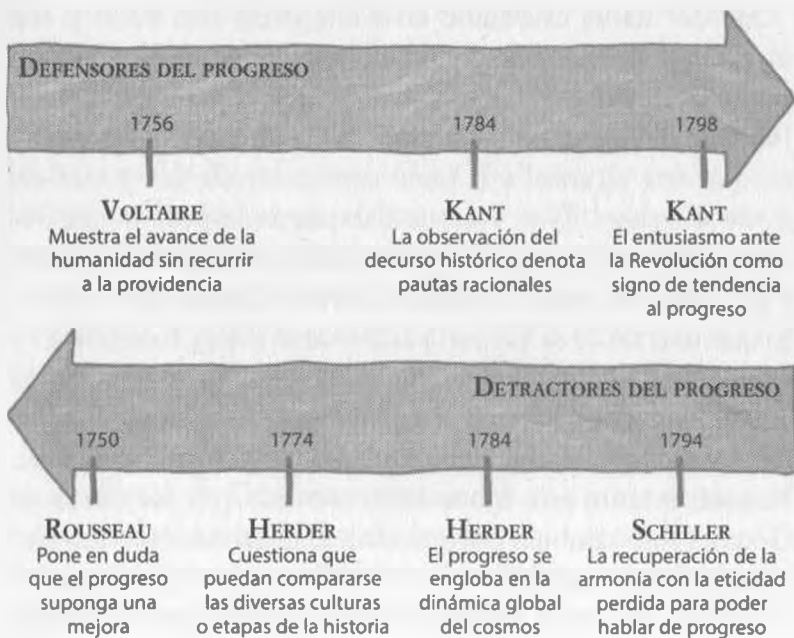 DEFENSORES DEL PROGRESO
1756
1784
1798
VOLTAIRE
Muestra el avance de la
humanidad sin recurrir
a la providencia
KANT
La observación del
decurso histórico denota
pautas racionales
KANT
El entusiasmo ante
la Revolución como
signo de tendencia
al progreso
DETRACTORES DEL PROGRESO
1750
1774
1784
1794
ROUSSEAU
Pone en duda
que el progreso
suponga una
mejora
HERDER
Cuestiona que
puedan compararse
las diversas culturas
o etapas de la historia
HERDER
El progreso se
engloba en la
dinámica global
del cosmos
SCHILLER
La recuperación de la
armonía con la eticidad
perdida para poder
hablar de progreso